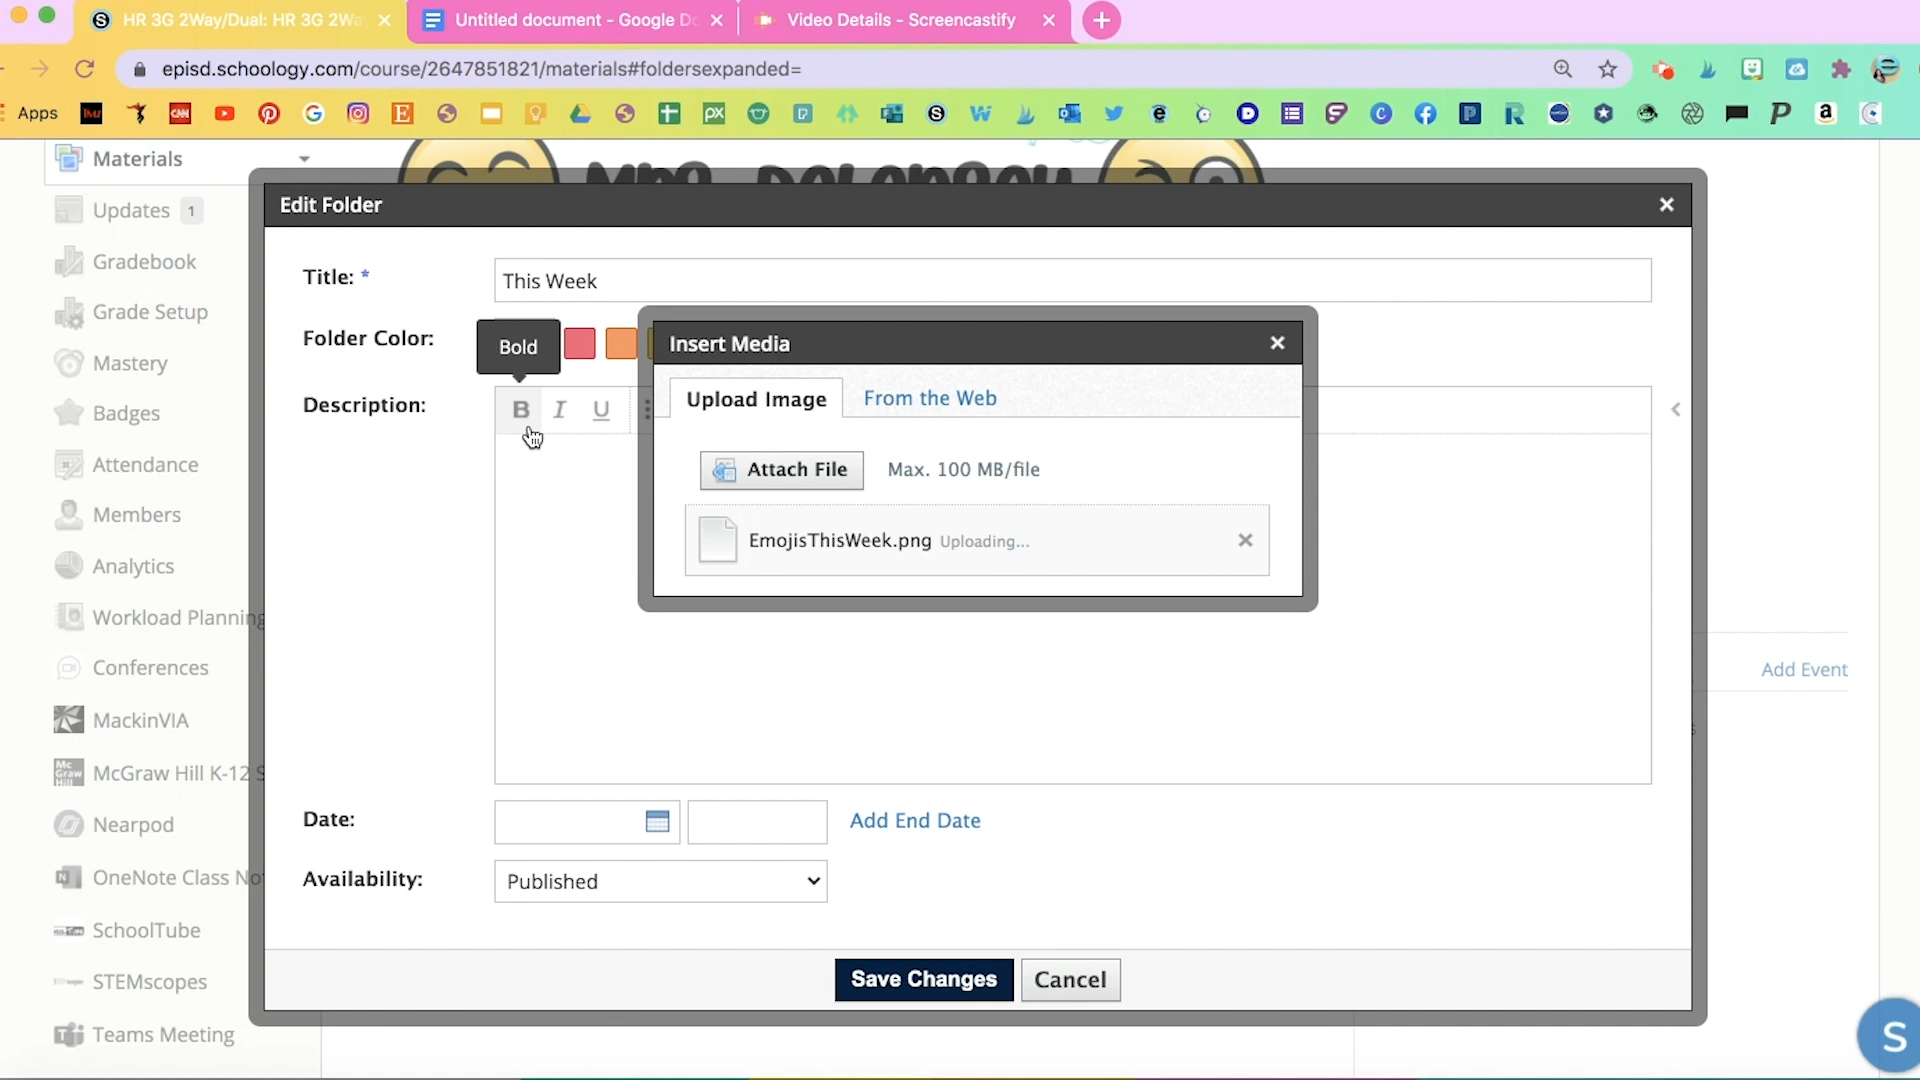 HR 3G 2Way/Dual: HR 3G 2Wa
Untitled document - Google Do
Video Details - Screencastify
episd.schoology.com/course/2647851821/materials#foldersexpanded=
Apps
Materials
Updates 1
Gradebook
Grade Setup
Mastery
Badges
Attendance
Members
Analytics
Workload Planning
Conferences
MackinVIA
McGraw Hill K-12 S
Nearpod
OneNote Class No
SchoolTube
STEMscopes
Teams Meeting
Edit Folder
Title: *
This Week
Folder Color:
Bold
Description:
B I U
Insert Media
Upload Image
From the Web
Attach File
Max. 100 MB/file
EmojisThisWeek.png Uploading...
Date:
Add End Date
Availability:
Published
Save Changes
Cancel
Add Event
S